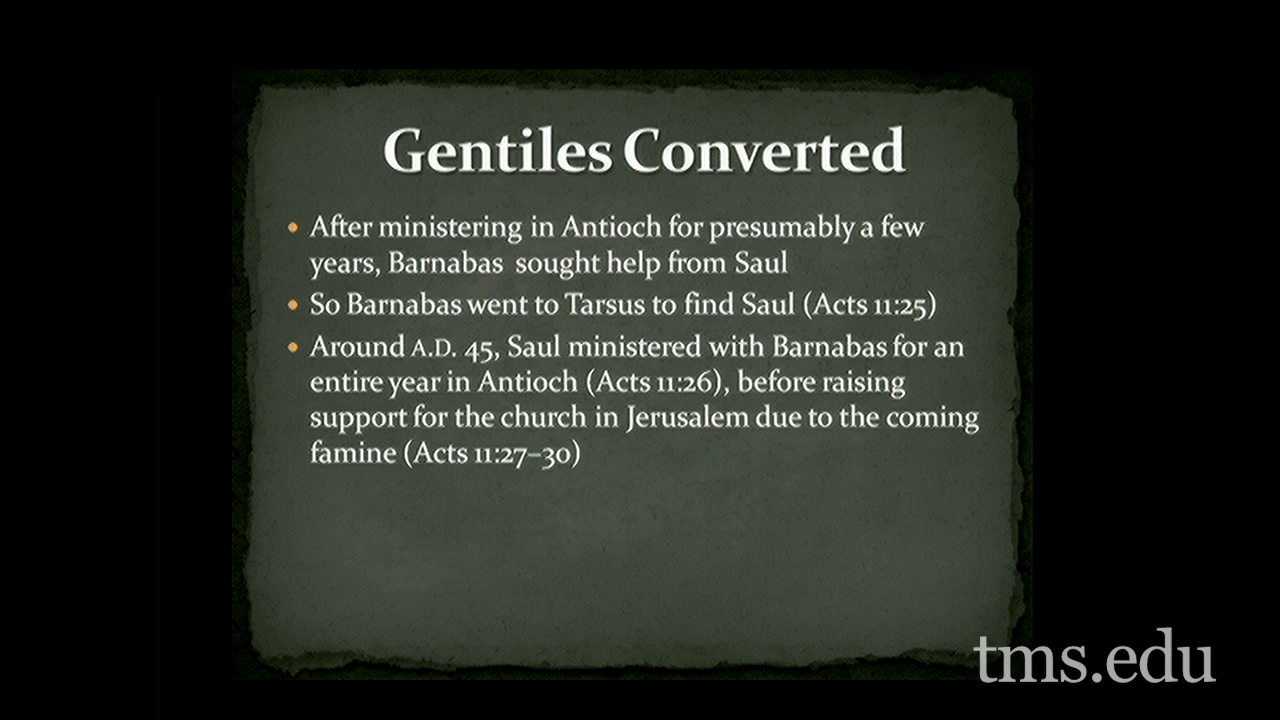 Gentiles Converted
• After ministering in Antioch for presumably a few
years, Barnabas sought help from Saul
• So Barnabas went to Tarsus to find Saul (Acts 11:25)
• Around A.D. 45, Saul ministered with Barnabas for an
entire year in Antioch (Acts 11:26), before raising
support for the church in Jerusalem due to the coming
famine (Acts 11:27–30)
tms.edu